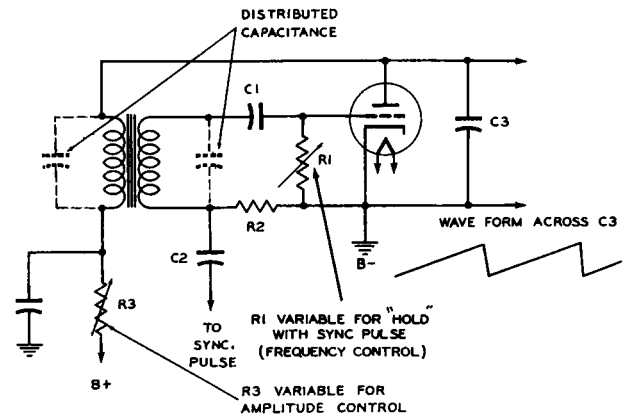 DISTRIBUTED
CAPACITANCE
C1
C3
R1
R2
WAVE FORM ACROSS C3
B-
C2
R3
TO
SYNC.
PULSE
R1 VARIABLE FOR "HOLD"
WITH SYNC PULSE
(FREQUENCY CONTROL)
B+
R3 VARIABLE FOR
AMPLITUDE CONTROL